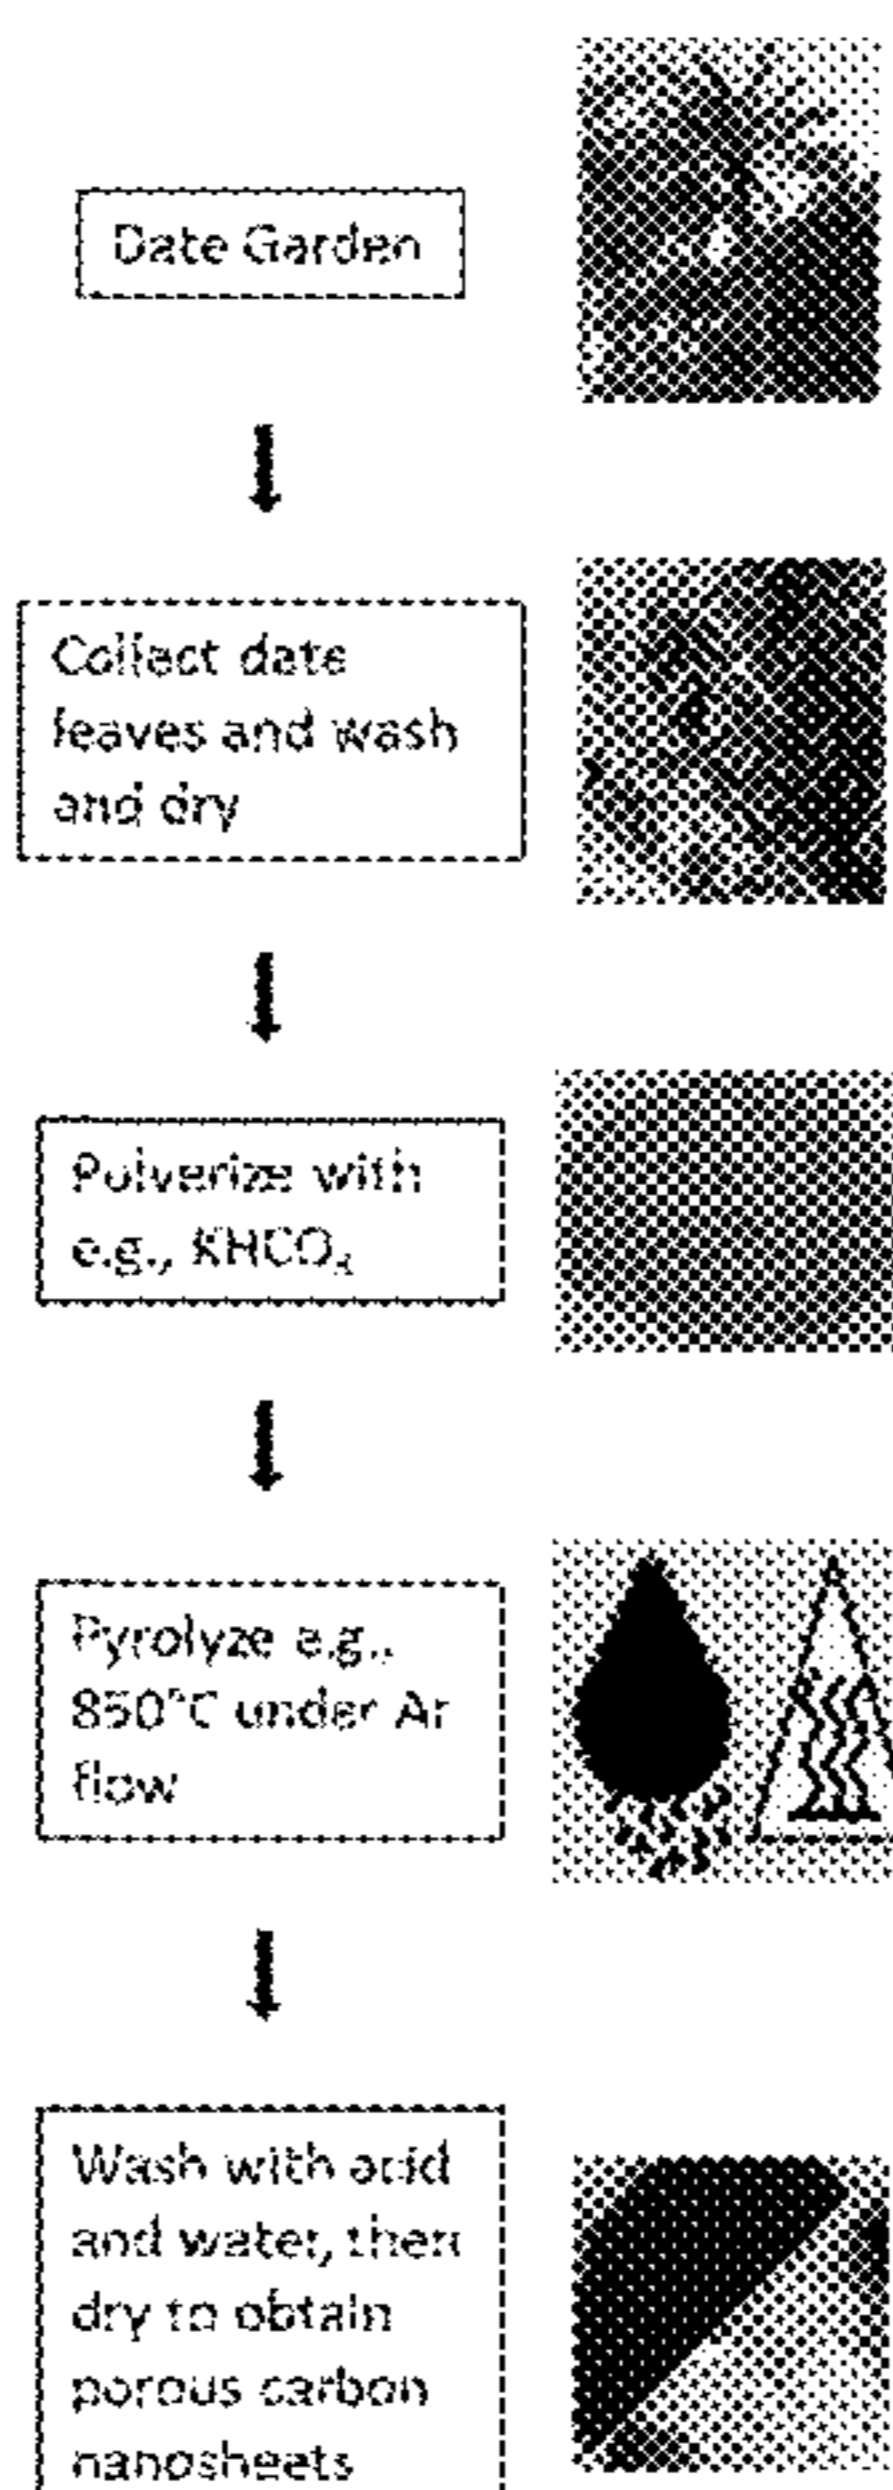 Date Garden
Collect date
leaves and wash
and dry
Pulverize with
e.g., KHCO₃
Pyrolyze e.g.,
850°C under Ar
flow
Wash with acid
and water, then
dry to obtain
porous carbon
nanosheets